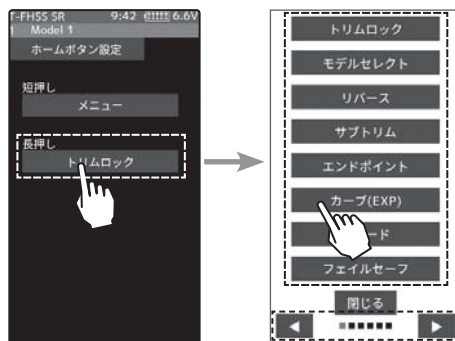 T-FHSS SR 9:42 6.6V
1 Model 1
ホームボタン設定
短押し
メニュー
長押し
トリムロック
トリムロック
モデルセレクト
リバース
サブトリム
エンドポイント
カーブ(EXP)
ード
フェイルセーフ
閉じる